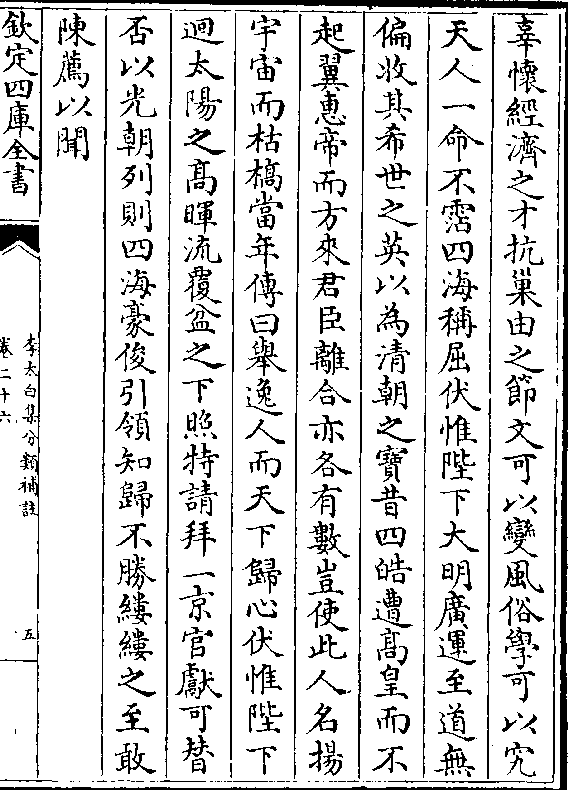 辜懷經濟之才抗巢由之節文可以變風俗學可以究
天人一命不霑四海稱屈伏惟陛下大明廣運至道無
偏收其希世之英以為清朝之寶昔四皓遭髙皇而不
起翼惠帝而方來君臣離合亦各有數豈使此人名揚
宇宙而枯槁當年傳曰舉逸人而天下歸心伏惟陛下
迴太陽之髙暉流覆盆之下照特請拜一京官獻可替
否以光朝列則四海豪俊引領知歸不勝縷縷之至敢
陳薦以聞
欽定四庫全書
李太白集分類補註
卷二十六
五